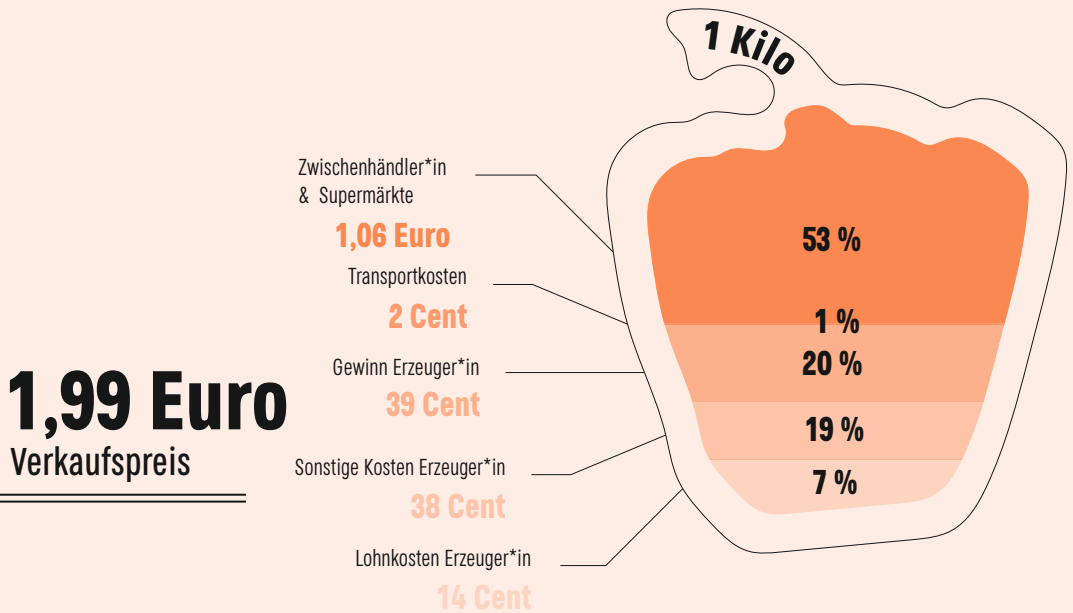 1 Kilo
Zwischenhändler*in
& Supermärkte
1,06 Euro
53 %
Transportkosten
2 Cent
1 %
Gewinn Erzeuger*in
39 Cent
20 %
1,99 Euro
Verkaufspreis
Sonstige Kosten Erzeuger*in
38 Cent
19 %
Lohnkosten Erzeuger*in
14 Cent
7 %